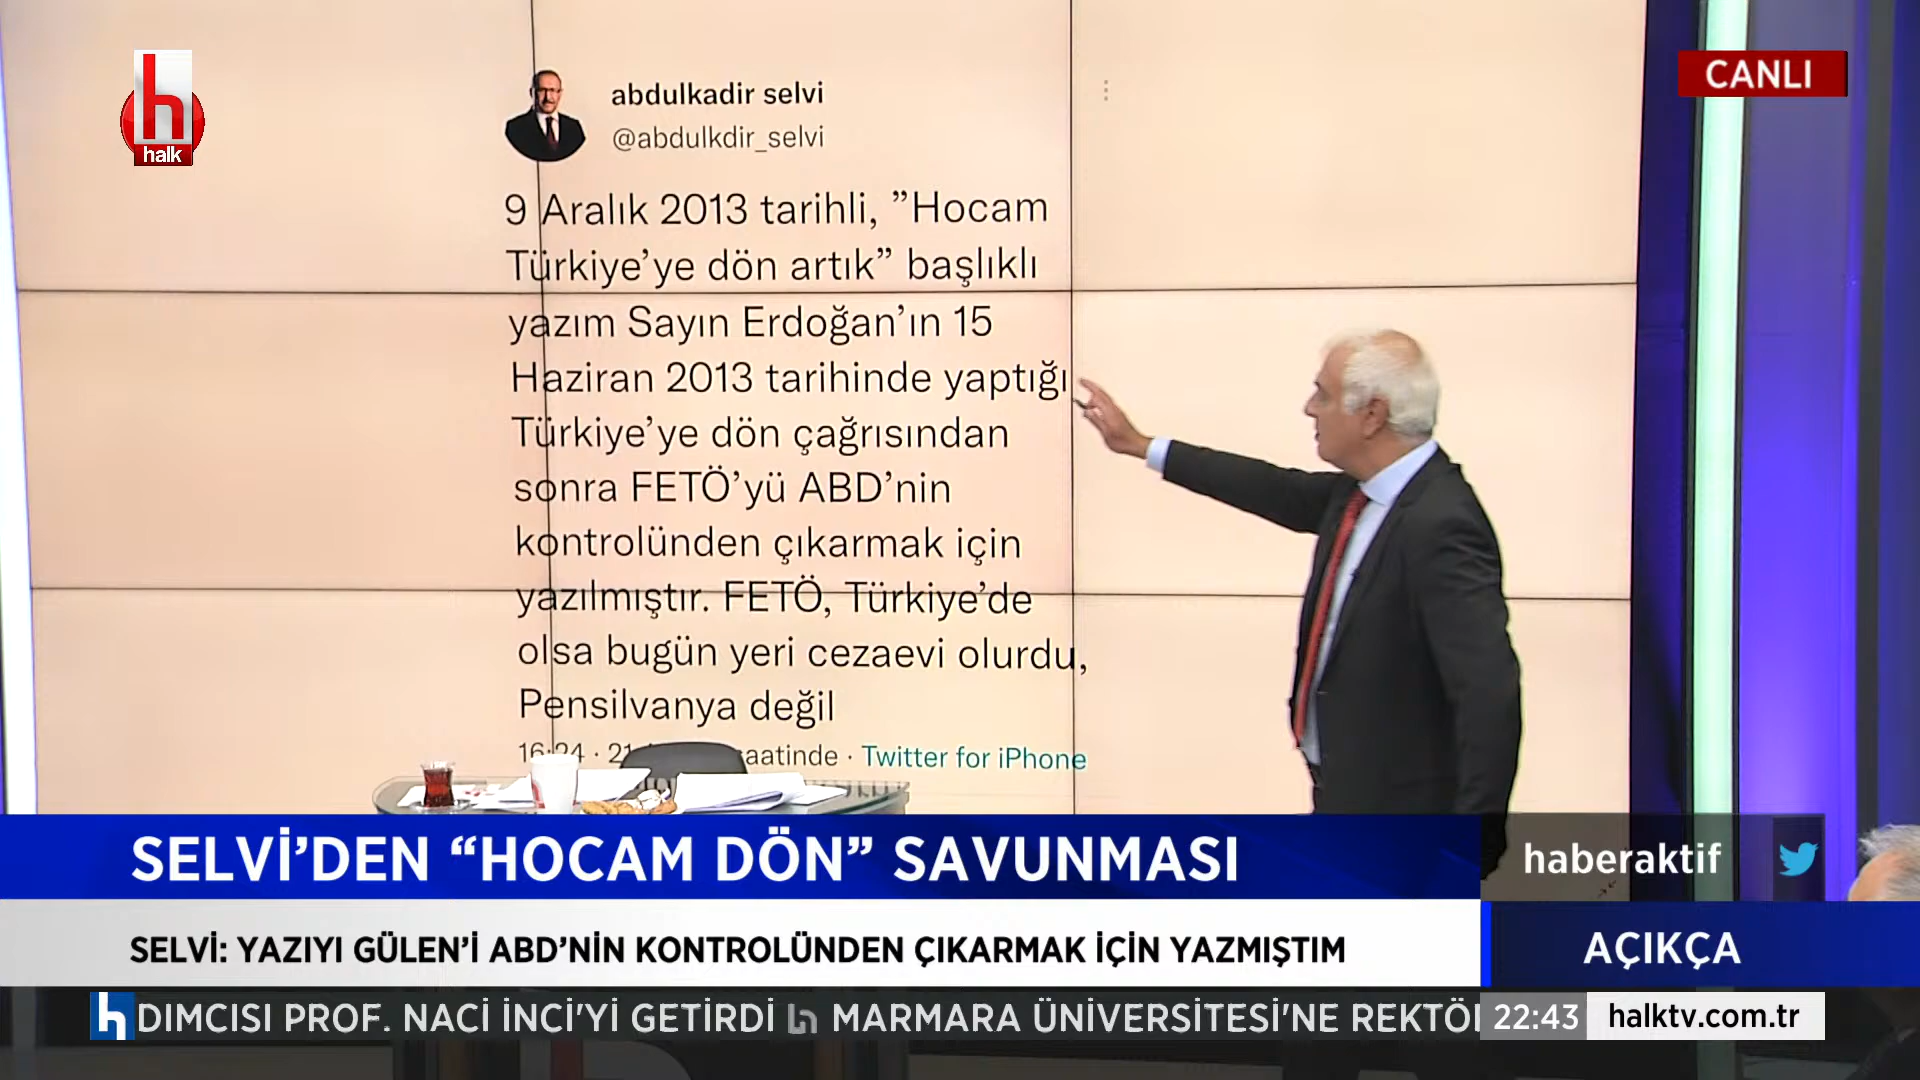 h
halk
CANLI
abdulkadir selvi
@abdulkdir_selvi
9 Aralık 2013 tarihli, ”Hocam
Türkiye’ye dön artık” başlıklı
yazım Sayın Erdoğan’ın 15
Haziran 2013 tarihinde yaptığı
Türkiye’ye dön çağrısından
sonra FETÖ’yü ABD’nin
kontrolünden çıkarmak için
yazılmıştır. FETÖ, Türkiye’de
olsa bugün yeri cezaevi olurdu,
Pensilvanya değil
16:24 · 21 · Twitter for iPhone
SELVİ’DEN “HOCAM DÖN” SAVUNMASI
haberaktif
SELVİ: YAZIYI GÜLEN’İ ABD’NİN KONTROLÜNDEN ÇIKARMAK İÇİN YAZMIŞTIM
AÇIKÇA
h DIMCISI PROF. NACİ İNCİ'Yİ GETİRDİ h MARMARA ÜNİVERSİTESİ'NE REKTÖ
22:43
halktv.com.tr